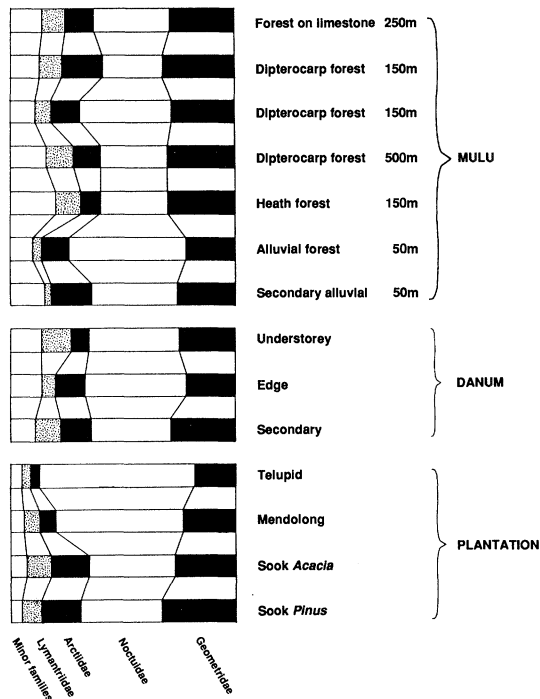 Forest on limestone 250m
Dipterocarp forest 150m
Dipterocarp forest 150m
Dipterocarp forest 500m
MULU
Heath forest 150m
Alluvial forest 50m
Secondary alluvial 50m
Understorey
Edge
DANUM
Secondary
Telupid
Mendolong
PLANTATION
Sook Acacia
Sook Pinus
Minor families
Lymantriidae
Arctiidae
Noctuidae
Geometridae